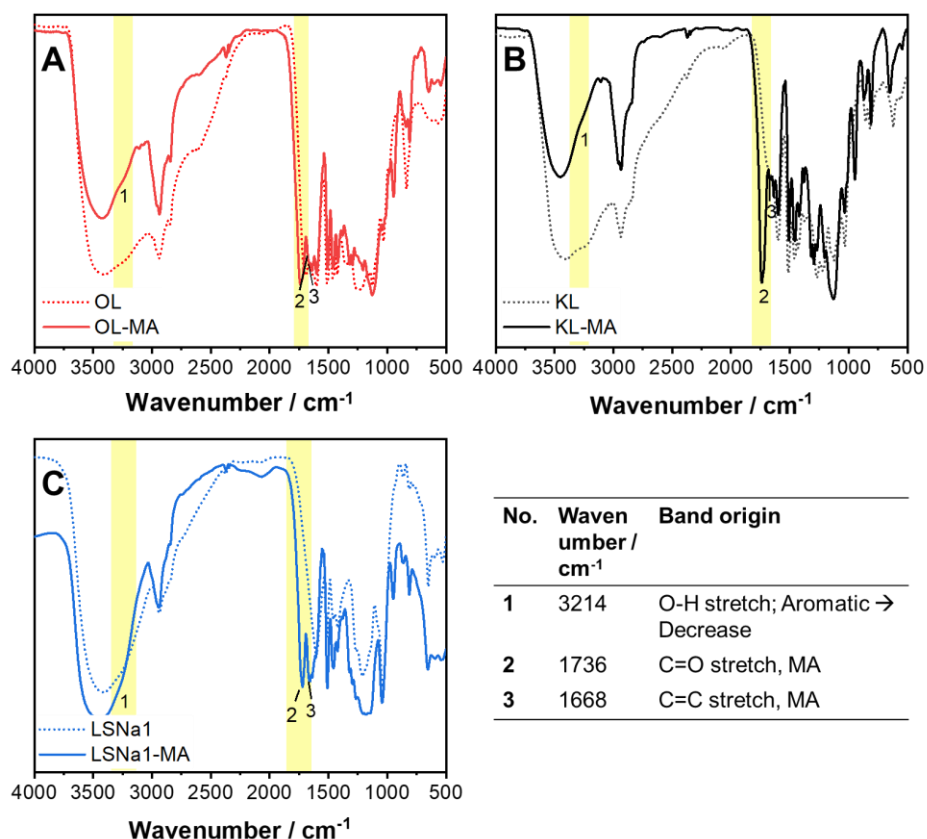 A
1
2
3
OL
OL-MA
4000 3500 3000 2500 2000 1500 1000 500
Wavenumber / cm⁻¹
B
1
3
2
KL
KL-MA
4000 3500 3000 2500 2000 1500 1000 500
Wavenumber / cm⁻¹
C
1
2
3
LSNa1
LSNa1-MA
4000 3500 3000 2500 2000 1500 1000 500
Wavenumber / cm⁻¹
No. Waven Band origin
umber /
cm⁻¹
1 3214 O-H stretch; Aromatic →
Decrease
2 1736 C=O stretch, MA
3 1668 C=C stretch, MA